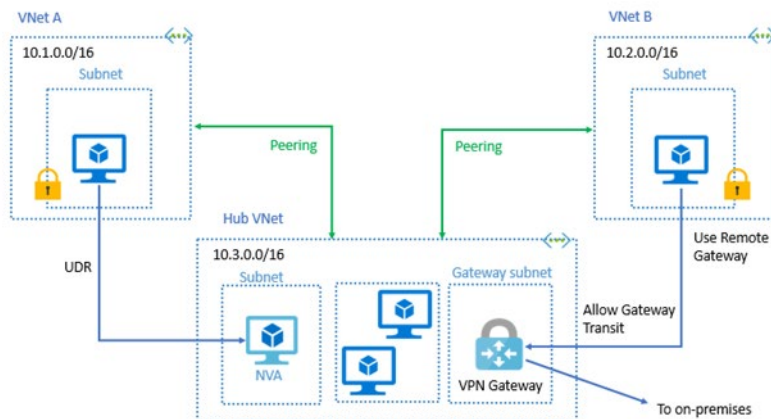 VNet A
10.1.0.0/16
Subnet
VNet B
10.2.0.0/16
Subnet
Peering
Peering
UDR
Use Remote
Gateway
Hub VNet
10.3.0.0/16
Subnet
NVA
Gateway subnet
VPN Gateway
Allow Gateway
Transit
To on-premises